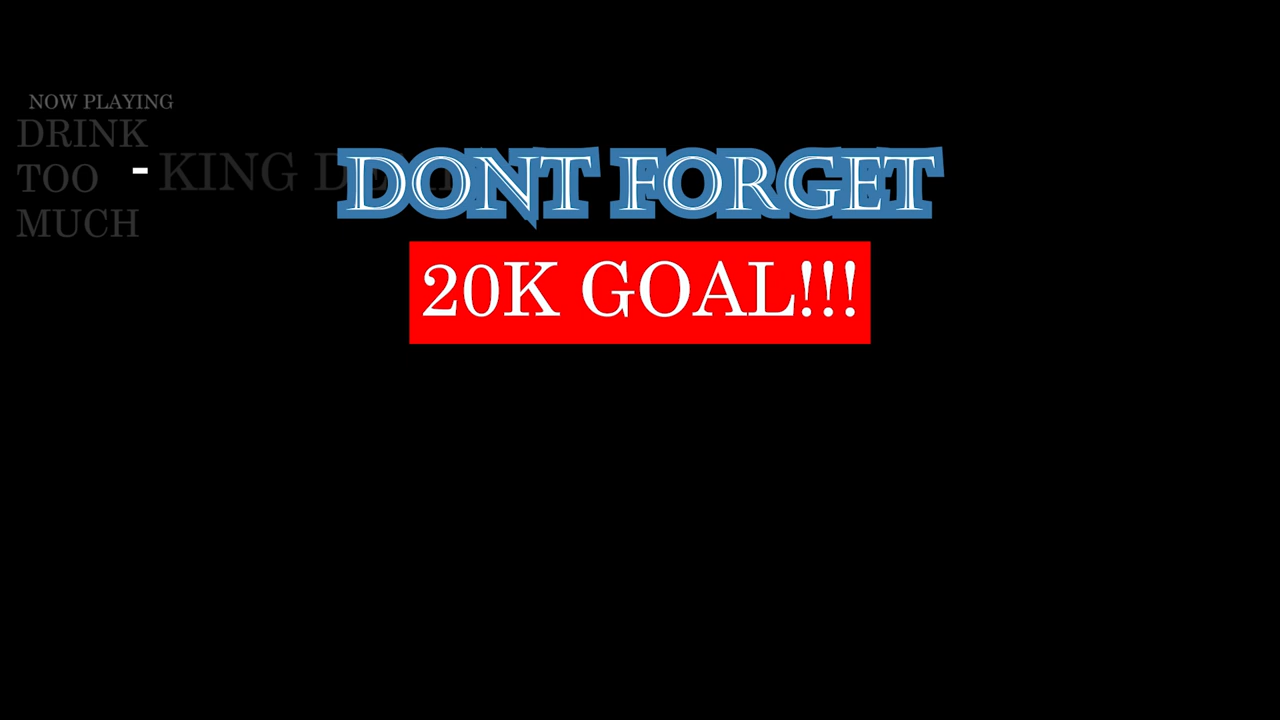 NOW PLAYING
DRINK
TOO
MUCH
- KING
DONT FORGET
20K GOAL!!!